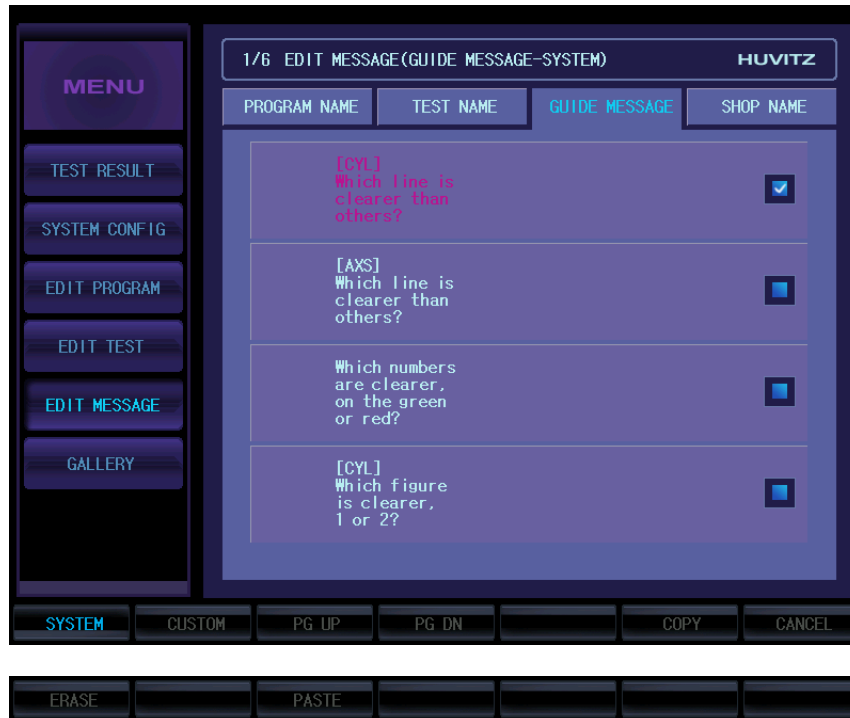 MENU
1/6 EDIT MESSAGE(GUIDE MESSAGE-SYSTEM)
HUVITZ
PROGRAM NAME
TEST NAME
GUIDE MESSAGE
SHOP NAME
TEST RESULT
SYSTEM CONFIG
EDIT PROGRAM
EDIT TEST
EDIT MESSAGE
GALLERY
[CYL]
Which line is
clearer than
others?
[AXS]
Which line is
clearer than
others?
Which numbers
are clearer,
on the green
or red?
[CYL]
Which figure
is clearer,
1 or 2?
SYSTEM
CUSTOM
PG UP
PG DN
COPY
CANCEL
ERASE
PASTE